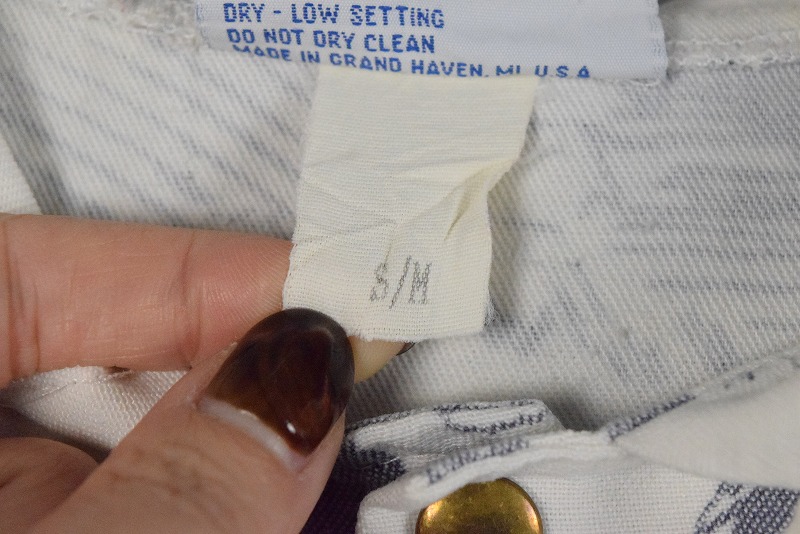 DRY - LOW SETTING
DO NOT DRY CLEAN
MADE IN GRAND HAVEN, MI, U.S.A
S/M